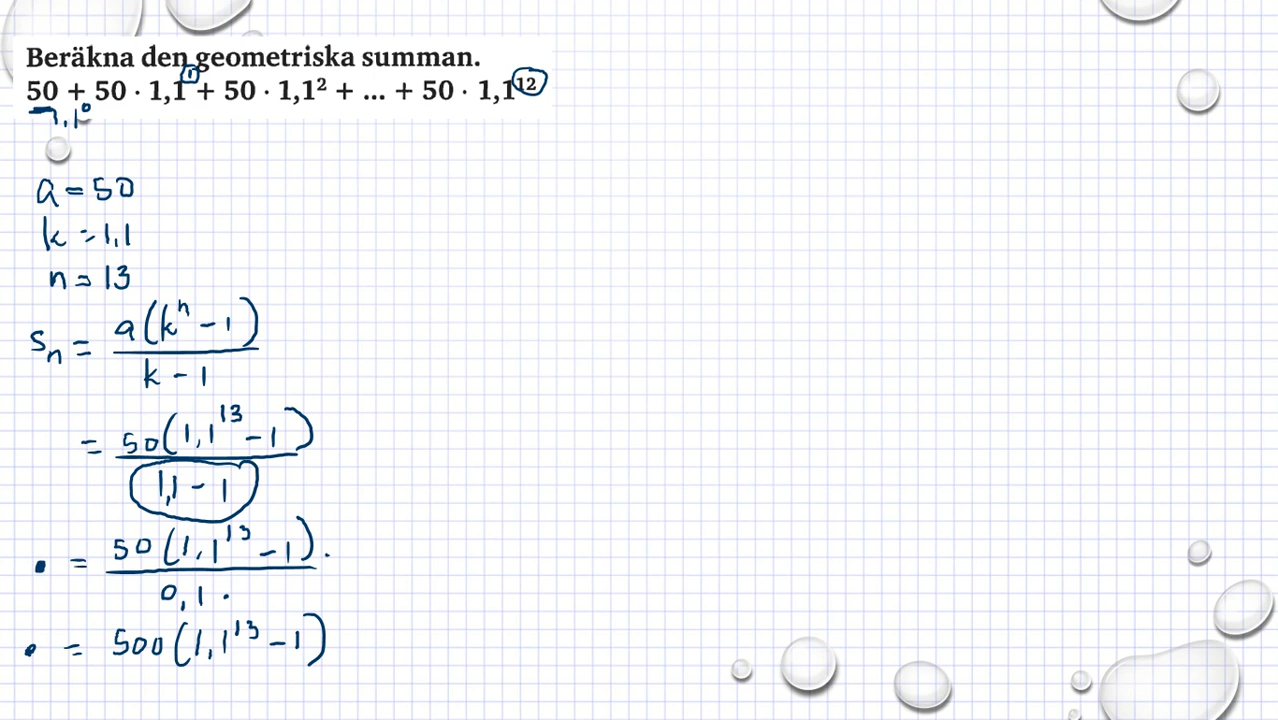 Beräkna den geometriska summan.
50 + 50 · 1,1① + 50 · 1,1² + ... + 50 · 1,1¹²
1,1⁰
a = 50
k = 1,1
n = 13
Sₙ = a(kⁿ - 1) / k - 1
= 50(1,1¹³ - 1) / 1,1 - 1
• = 50(1,1¹³ - 1). / 0,1.
• = 500(1,1¹³ - 1)